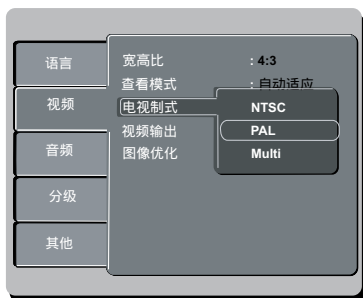 语言
视频
音频
分级
其他
宽高比 : 4:3
查看模式 : 自动适应
电视制式
视频输出
图像优化
NTSC
PAL
Multi